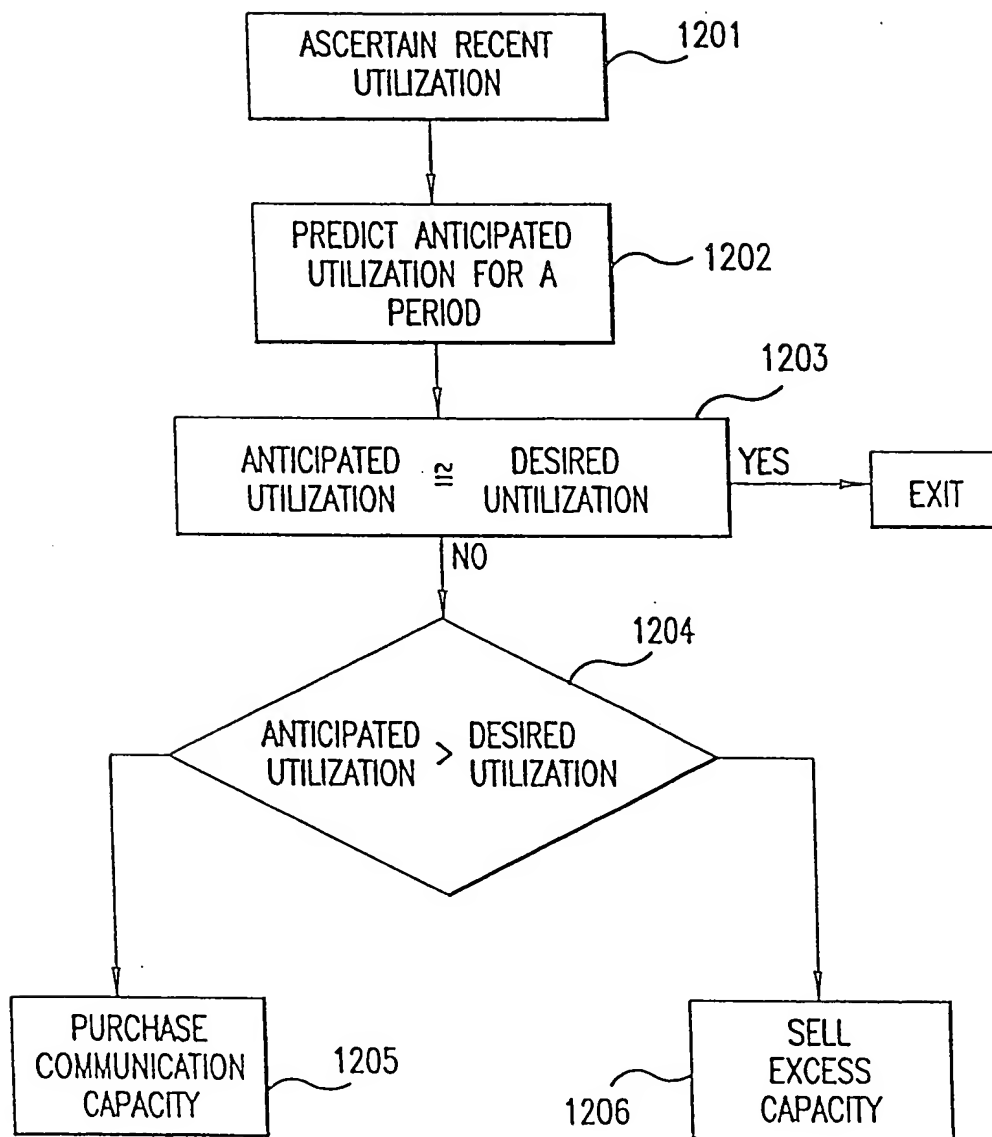 ASCERTAIN RECENT
UTILIZATION
1201
PREDICT ANTICIPATED
UTILIZATION FOR A
PERIOD
1202
1203
ANTICIPATED
UTILIZATION
≅
DESIRED
UNTILIZATION
YES
EXIT
NO
1204
ANTICIPATED
UTILIZATION
>
DESIRED
UTILIZATION
PURCHASE
COMMUNICATION
CAPACITY
1205
SELL
EXCESS
CAPACITY
1206